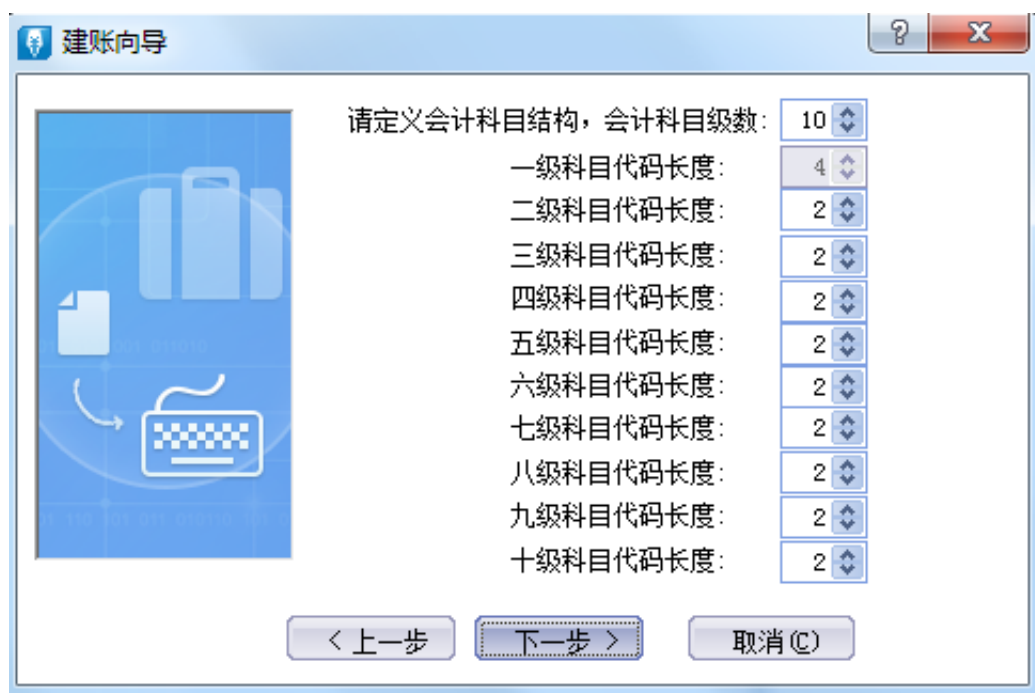 建账向导
请定义会计科目结构，会计科目级数: 10
一级科目代码长度: 4
二级科目代码长度: 2
三级科目代码长度: 2
四级科目代码长度: 2
五级科目代码长度: 2
六级科目代码长度: 2
七级科目代码长度: 2
八级科目代码长度: 2
九级科目代码长度: 2
十级科目代码长度: 2
< 上一步 下一步 > 取消(C)